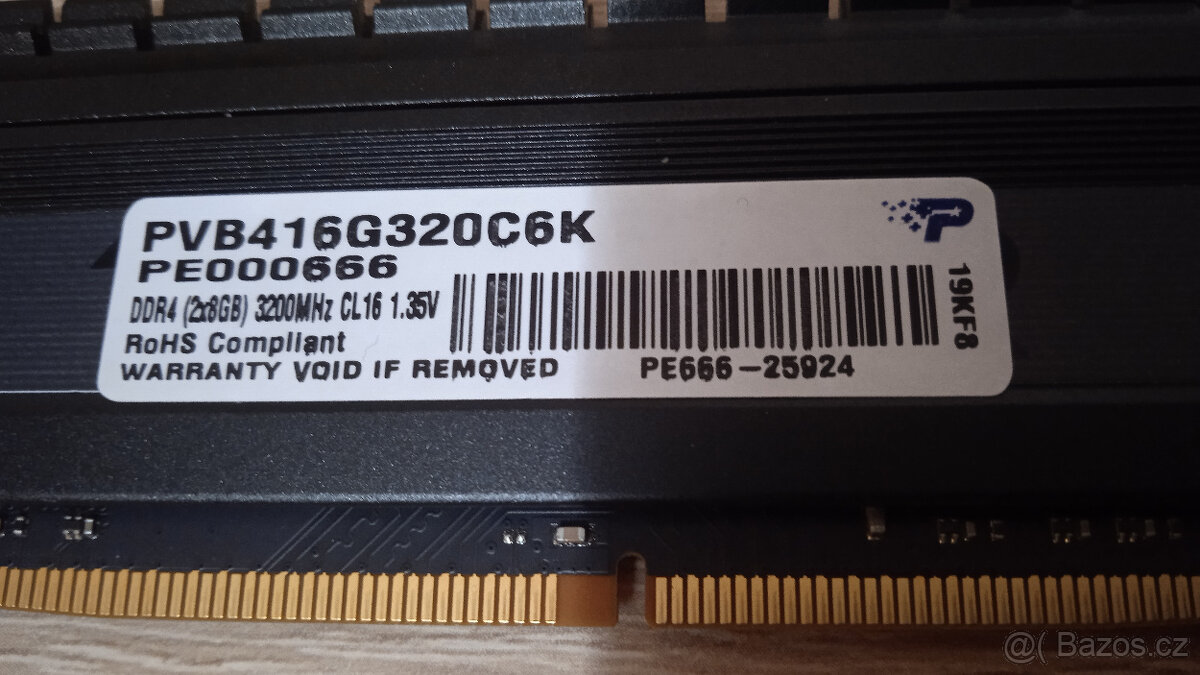 PVB416G320C6K
PE000666
DDR4 (2x8GB) 3200MHz CL16 1.35V
RoHS Compliant
WARRANTY VOID IF REMOVED
PE666-25924
19KF8
P
@( Bazos.cz